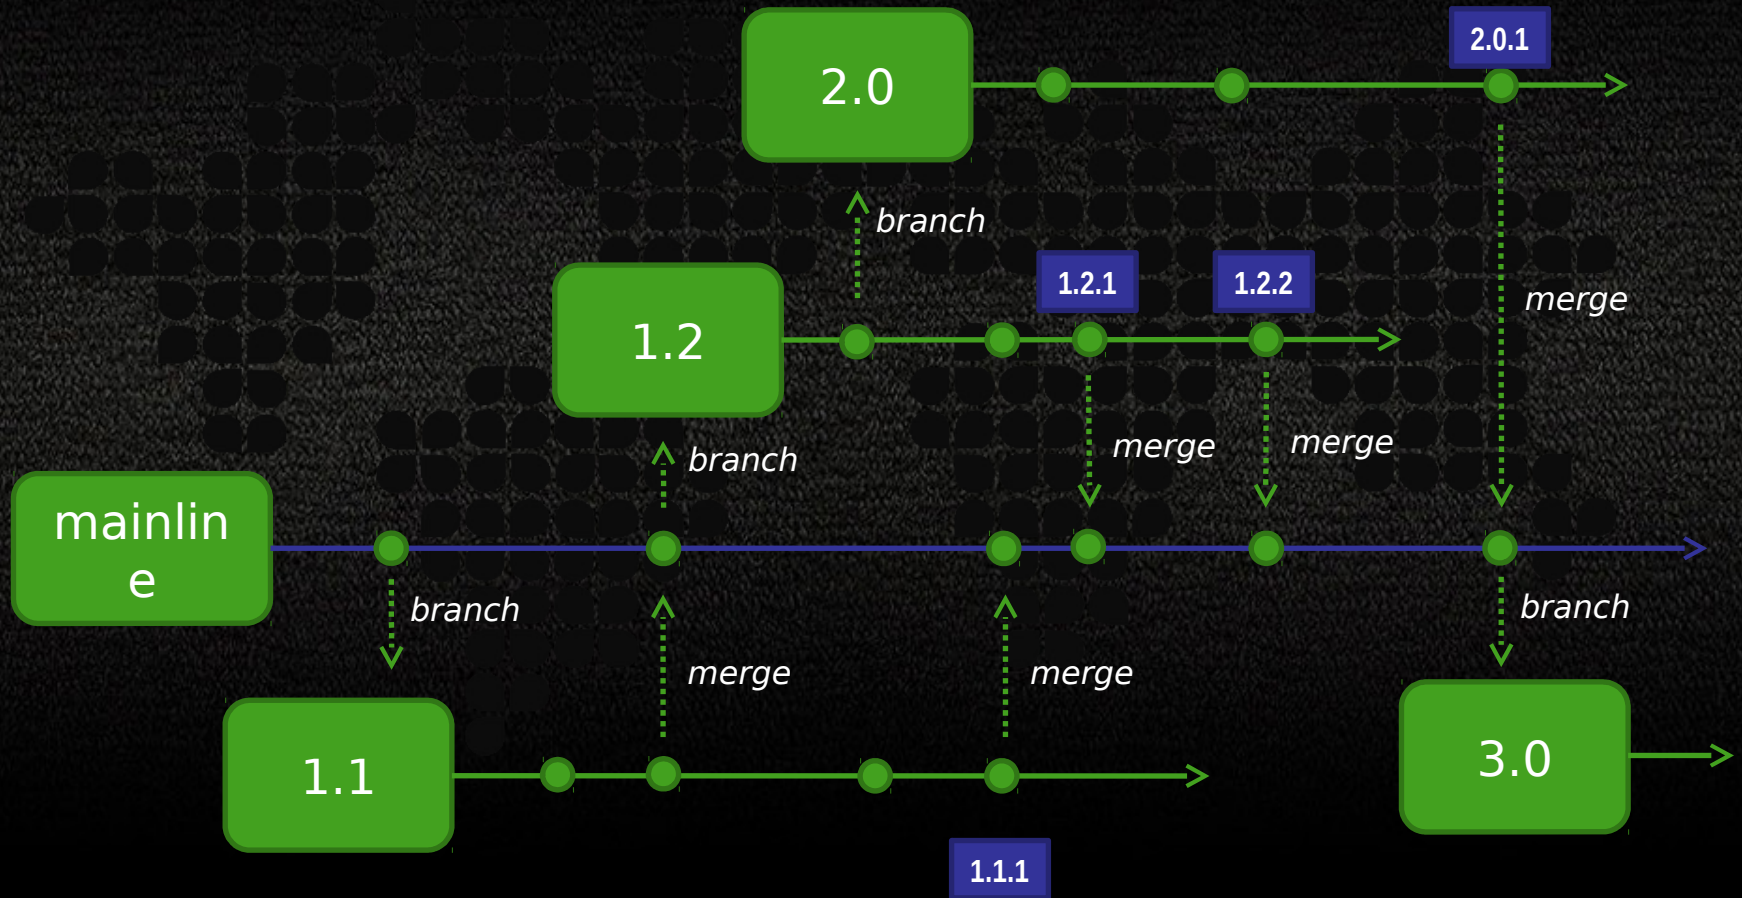 2.0
2.0.1
branch
1.2.1
1.2.2
merge
1.2
merge
merge
branch
mainlin
e
branch
branch
merge
merge
1.1
3.0
1.1.1